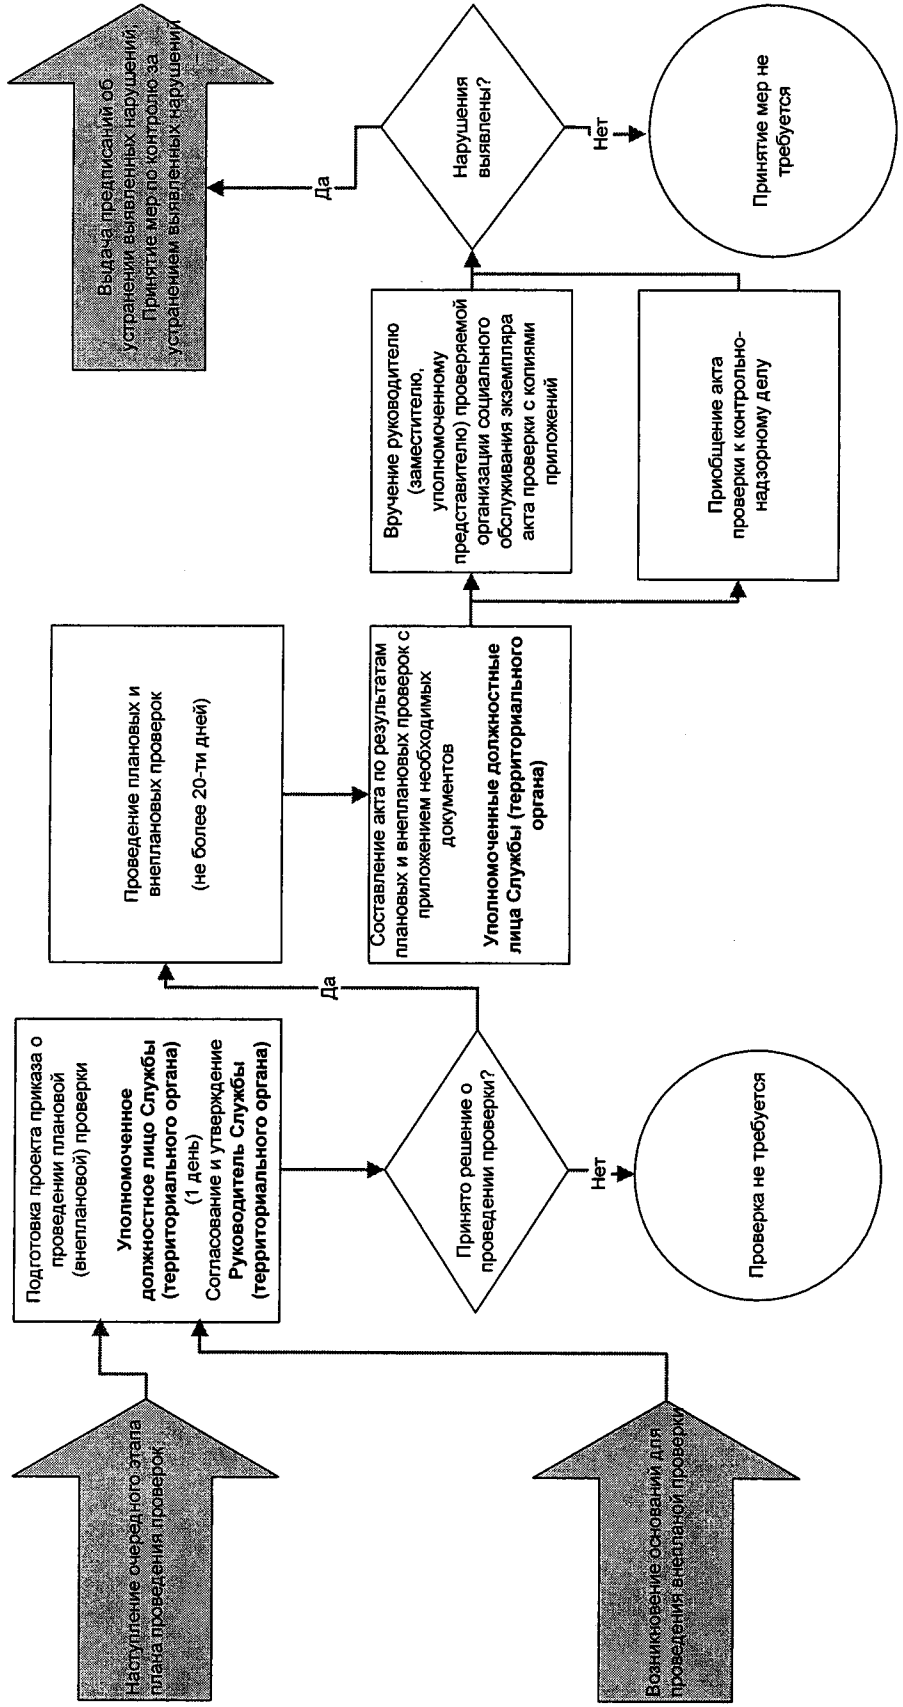 Наступление очередного этапа
плана проведения проверок
Возникновение оснований для
проведения внепланой проверки
Подготовка проекта приказа о
проведении плановой
(внеплановой) проверки
Уполномоченное
должностное лицо Службы
(территориального органа)
(1 день)
Согласование и утверждение
Руководитель Службы
(территориального органа)
Принято решение о
проведении проверки?
Нет
Проверка не требуется
Да
Проведение плановых и
внеплановых проверок
(не более 20-ти дней)
Составление акта по результатам
плановых и внеплановых проверок с
приложением необходимых
документов
Уполномоченные должностные
лица Службы (территориального
органа)
Вручение руководителю
(заместителю,
уполномоченному
представителю) проверяемой
организации социального
обслуживания экземпляра
акта проверки с копиями
приложений
Приобщение акта
проверки к контрольно-
надзорному делу
Нарушения
выявлены?
Нет
Принятие мер не
требуется
Да
Выдача предписаний об
устранении выявленных нарушений;
Принятие мер по контролю за
устранением выявленных нарушений